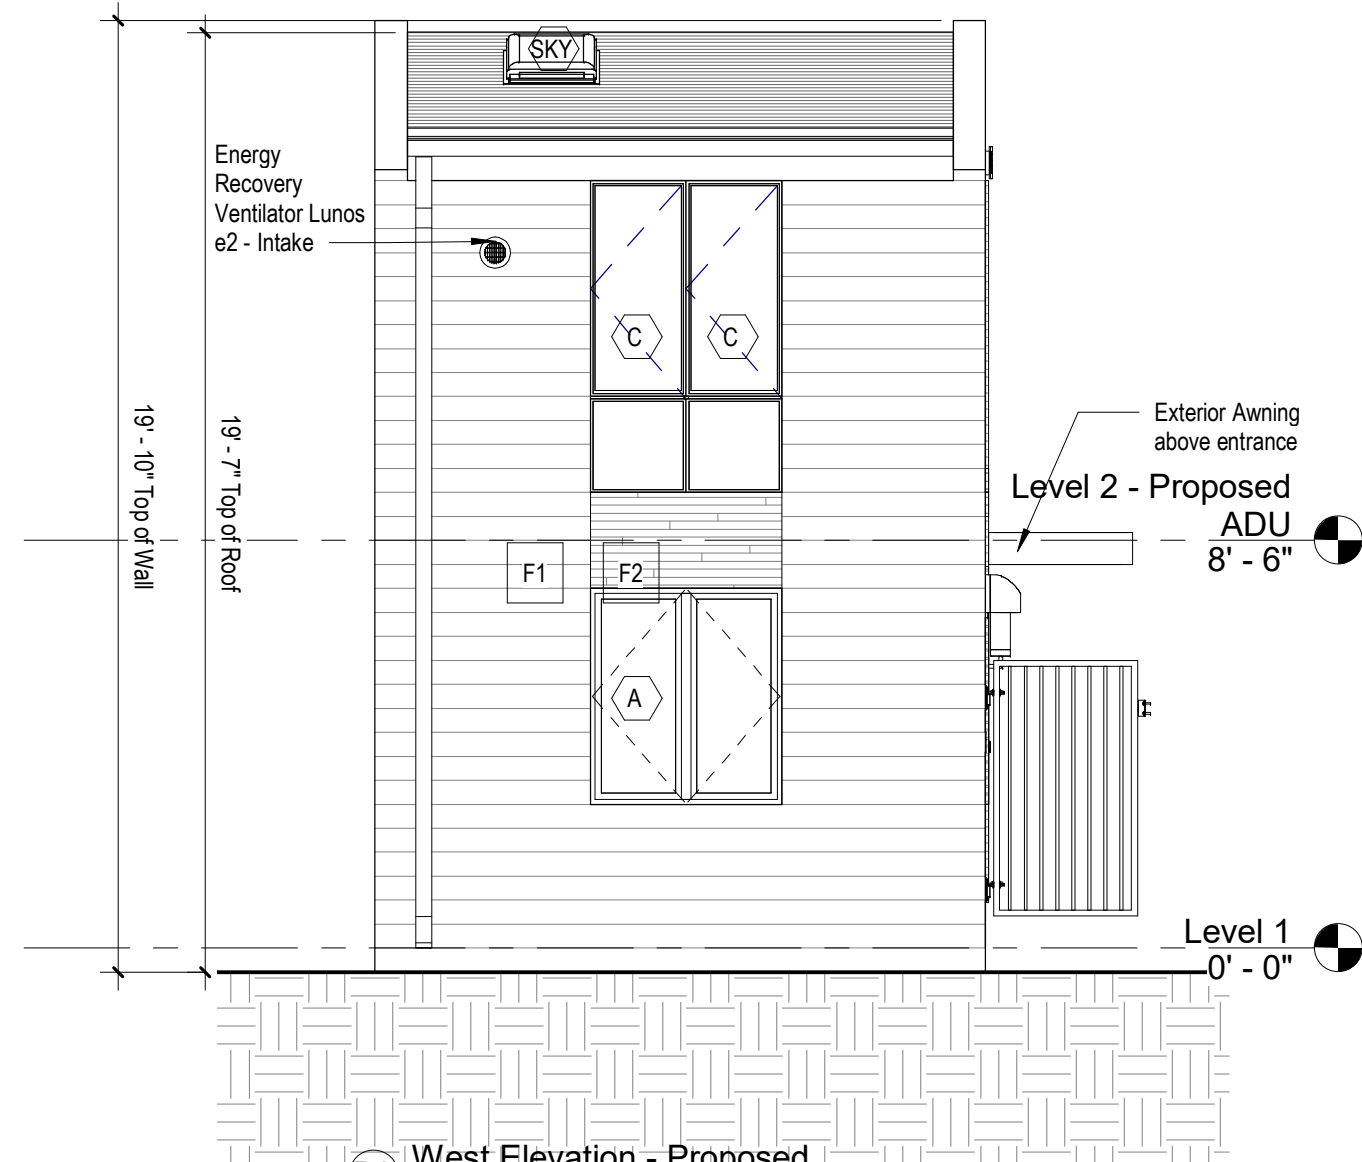 SKY
Energy
Recovery
Ventilator Lunos
e2 - Intake
C
C
19' - 10" Top of Wall
19' - 7" Top of Roof
Exterior Awning
above entrance
Level 2 - Proposed
ADU
8' - 6"
F1
F2
A
Level 1
0' - 0"
West Elevation - Proposed